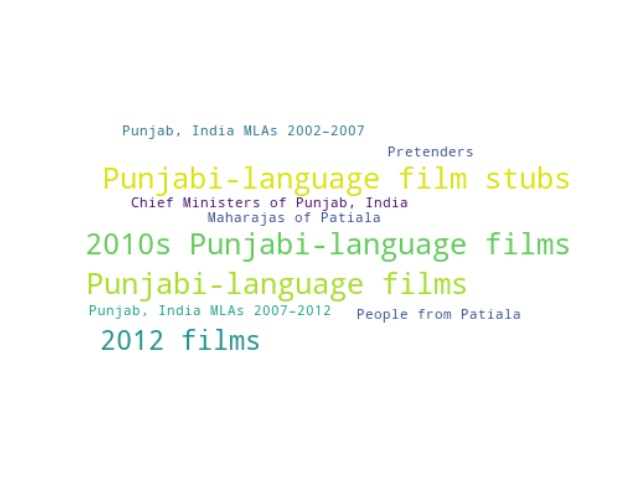 Punjab, India MLAs 2002–2007
Pretenders
Punjabi-language film stubs
Chief Ministers of Punjab, India
Maharajas of Patiala
2010s Punjabi-language films
Punjabi-language films
Punjab, India MLAs 2007–2012
People from Patiala
2012 films